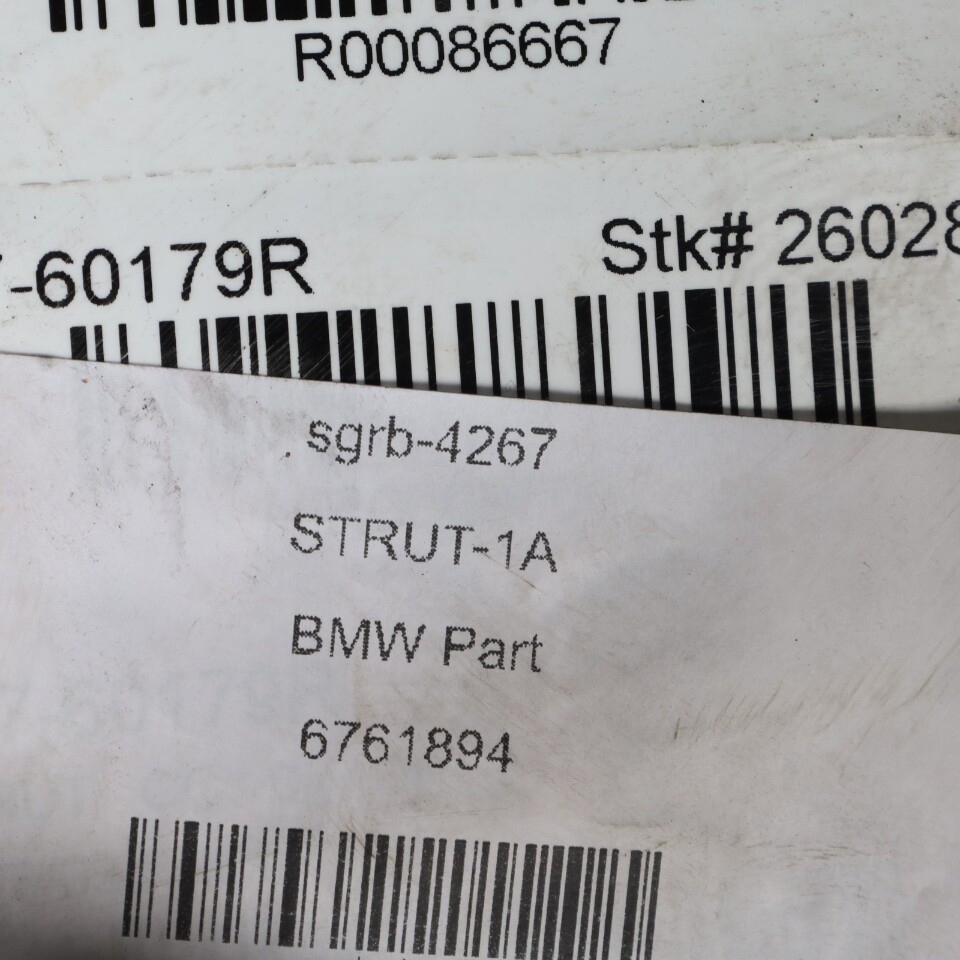 R00086667
-60179R
Stk# 26028
sgrb-4267
STRUT-1A
BMW Part
6761894